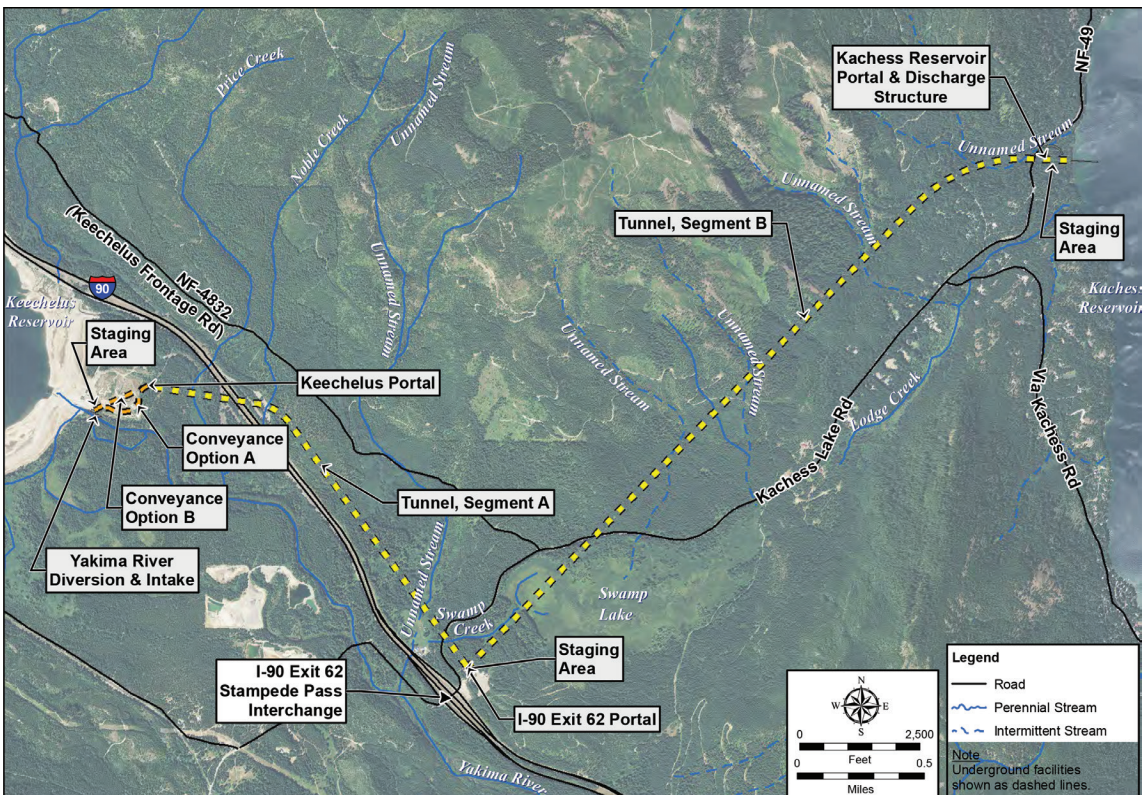 Price Creek
Noble Creek
Unnamed Stream
Kachess Reservoir
Portal & Discharge
Structure
NF-49
Unnamed Stream
Unnamed Stream
Staging
Area
Tunnel, Segment B
Kachess
Reservoir
NF-4832
(Keechelus Frontage Rd)
90
Keechelus
Reservoir
Staging
Area
Unnamed Stream
Keechelus Portal
Unnamed Stream
Unnamed Stream
Lodge Creek
Via-Kachess Rd
Kachess-Lake Rd
Conveyance
Option A
Conveyance
Option B
Tunnel, Segment A
Yakima River
Diversion & Intake
Unnamed Stream
Swamp
Creek
Swamp
Lake
Staging
Area
I-90 Exit 62
Stampede Pass
Interchange
I-90 Exit 62 Portal
Yakima River
N
W E
S
0 2,500
Feet
0 0.5
Miles
Legend
Road
Perennial Stream
Intermittent Stream
Note
Underground facilities
shown as dashed lines.